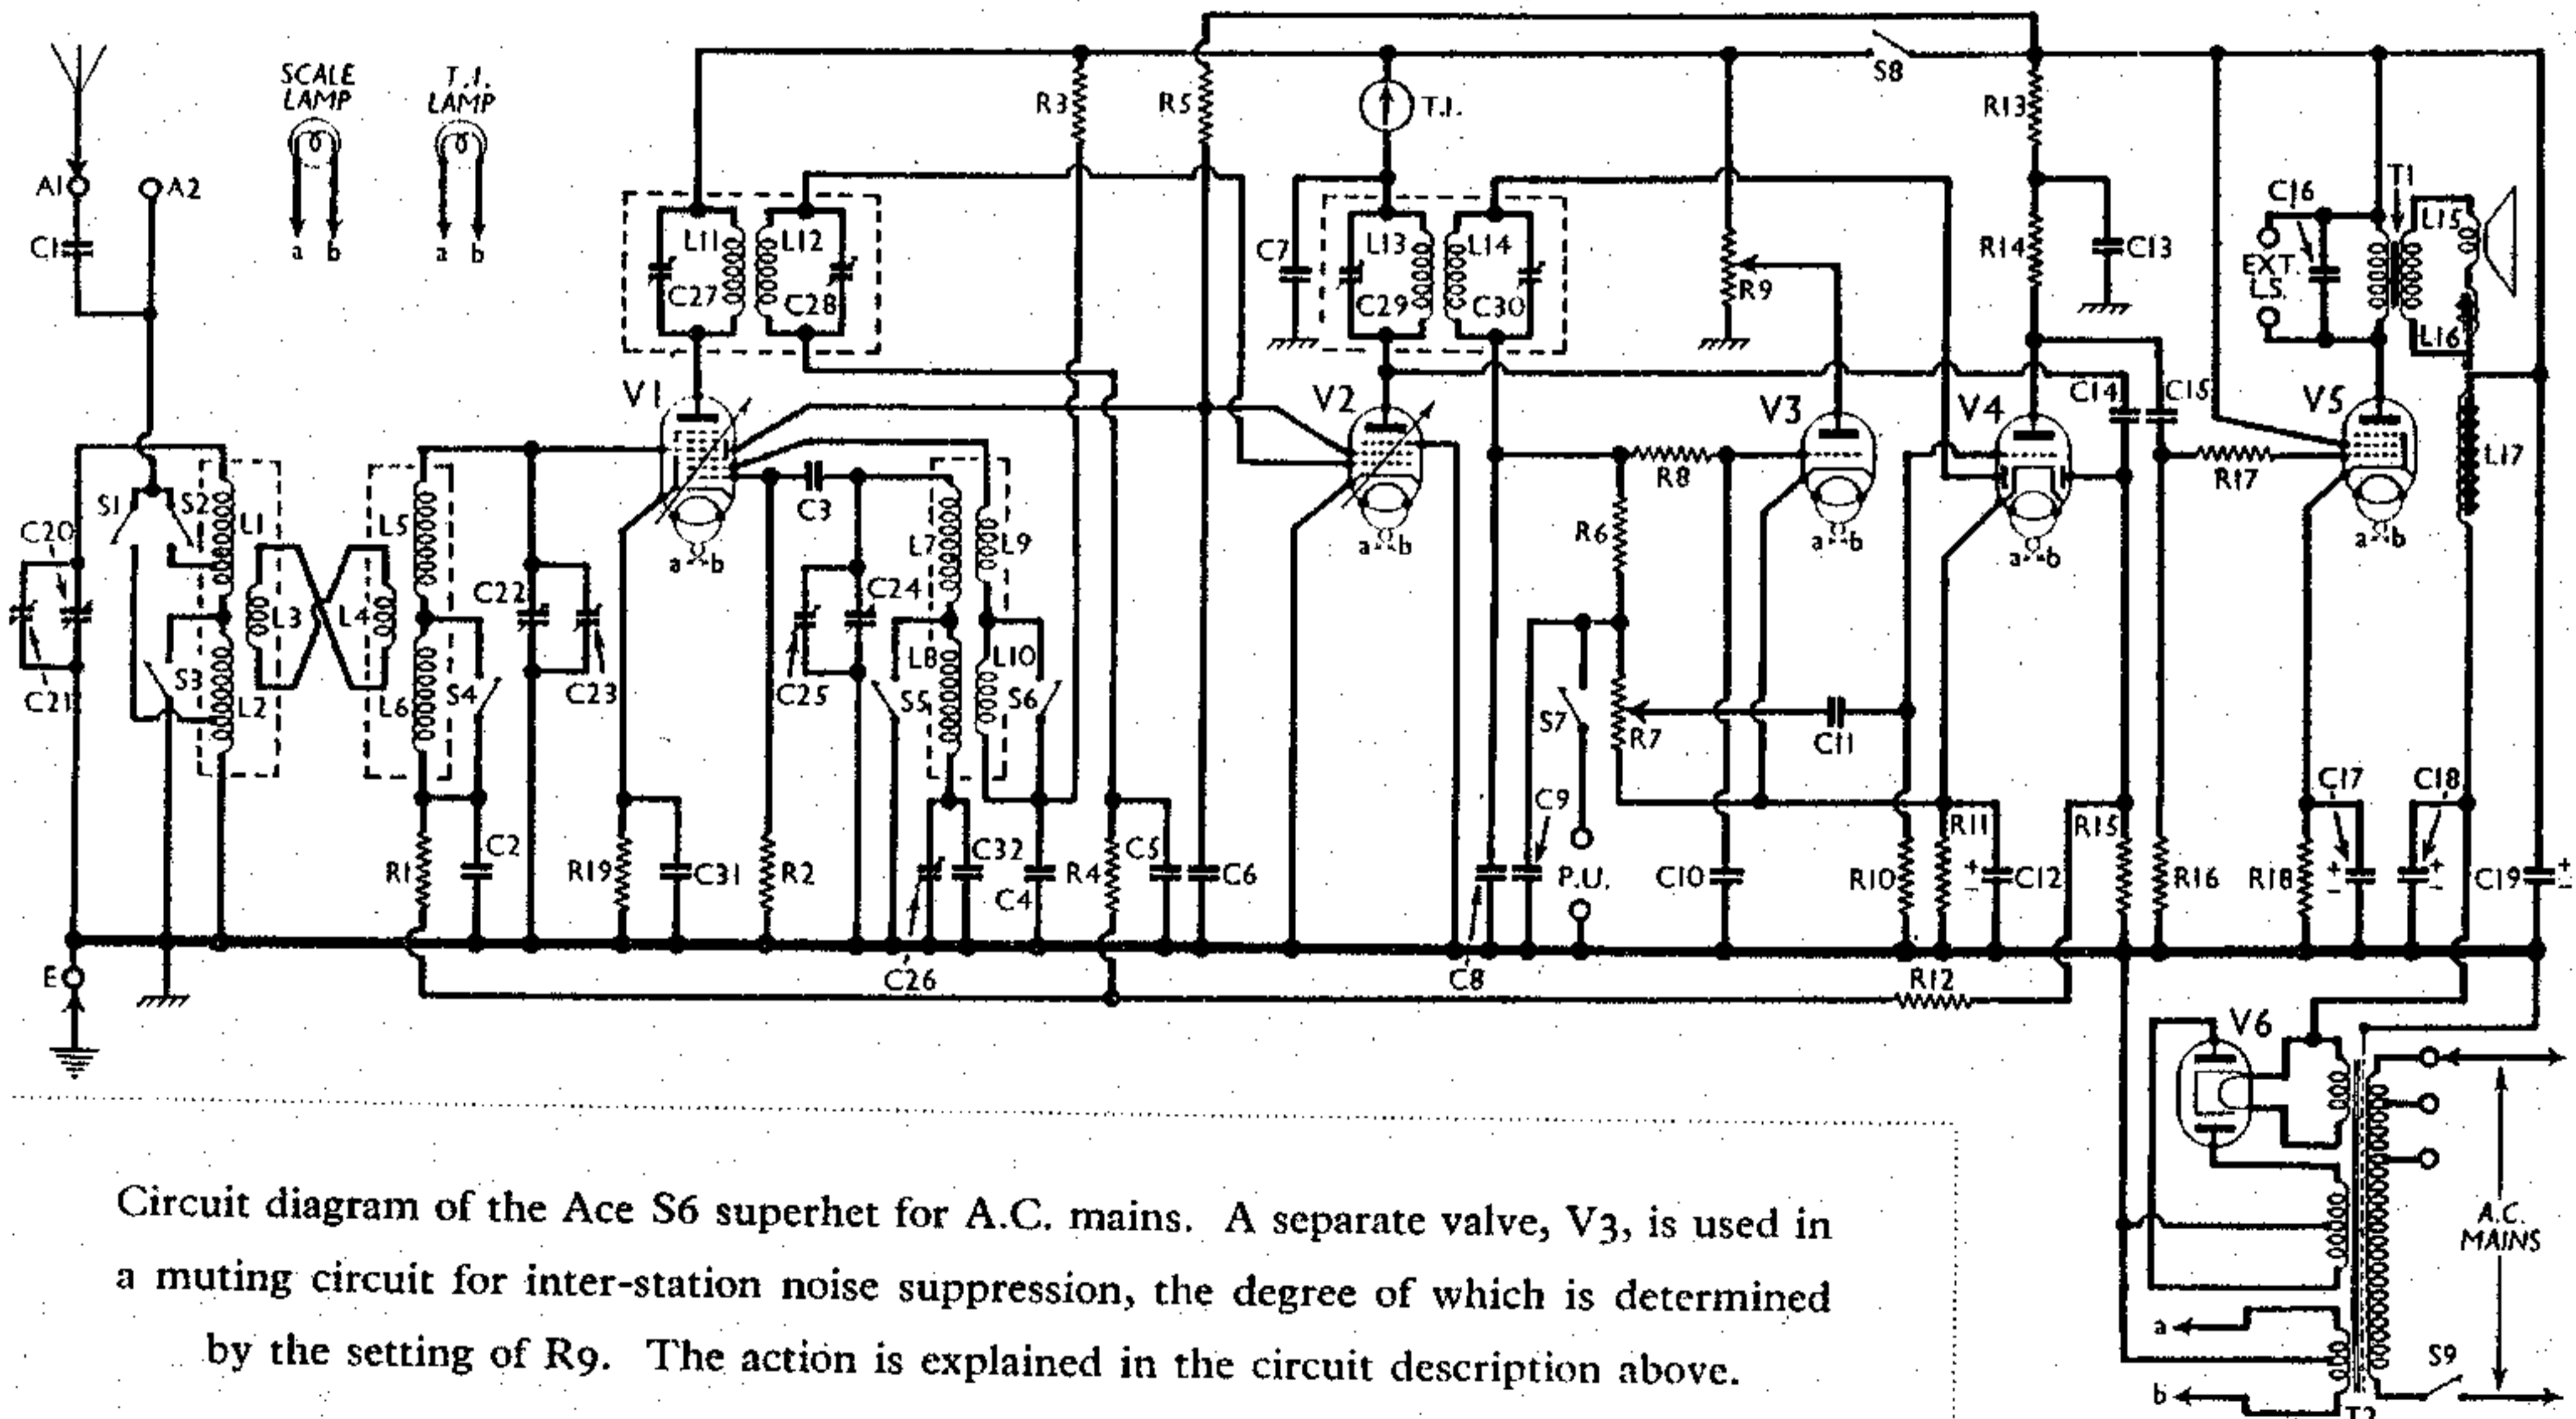 SCALE
LAMP
T.I.
LAMP
a b
a b
A1
A2
C1
R3
R5
T.I.
S8
R13
R14
C13
T1
C16
L15
L16
EXT.
L.S.
L11
L12
C27
C28
C7
L13
L14
C29
C30
R9
V1
V2
V3
V4
V5
C14
C15
R17
L17
S1
S2
L1
C20
L3
L4
L5
C22
C3
L7
L9
C24
R8
R6
a b
a b
a b
a b
a b
C21
S3
L2
L6
S4
C23
C25
S5
L8
L10
S6
S7
R7
C11
R1
C2
R19
C31
R2
C32
C4
R4
C5
C6
C9
P.U.
C10
R10
R11
+
-
C12
R15
R16
R18
C17
+
-
C18
+
-
C19
+
-
E
C26
C8
R12
V6
A.C.
MAINS
a
b
S9
T2
Circuit diagram of the Ace S6 superhet for A.C. mains. A separate valve, V3, is used in
a muting circuit for inter-station noise suppression, the degree of which is determined
by the setting of R9. The action is explained in the circuit description above.